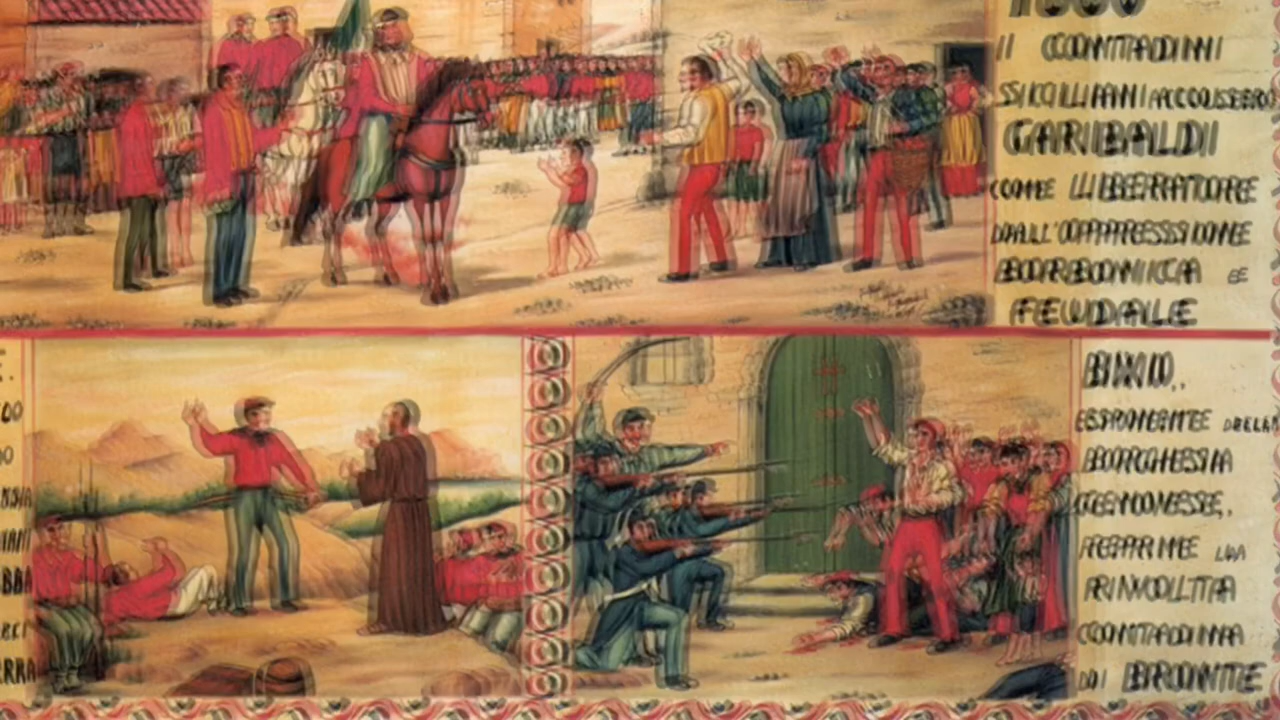 1860
I CONTADINI
SICILIANI ACCOLSERO
GARIBALDI
COME LIBERATORE
DALL'OPPRESSIONE
BORBONICA E
FEUDALE
BIXIO,
ESPONENTE DELLA
BORGHESIA
GENOVESE,
REPRIME LA
RIVOLTA
CONTADINA
DI BRONTE